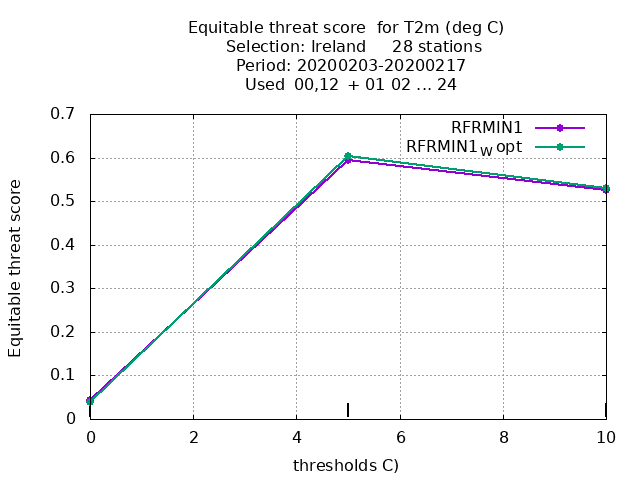 Equitable threat score  for T2m (deg C)
Selection: Ireland     28 stations
Period: 20200203-20200217
Used  00,12  + 01 02 ... 24
RFRMIN1
RFRMIN1W opt
0.7
0.6
0.5
0.4
0.3
0.2
0.1
0
Equitable threat score
0 2 4 6 8 10
thresholds C)